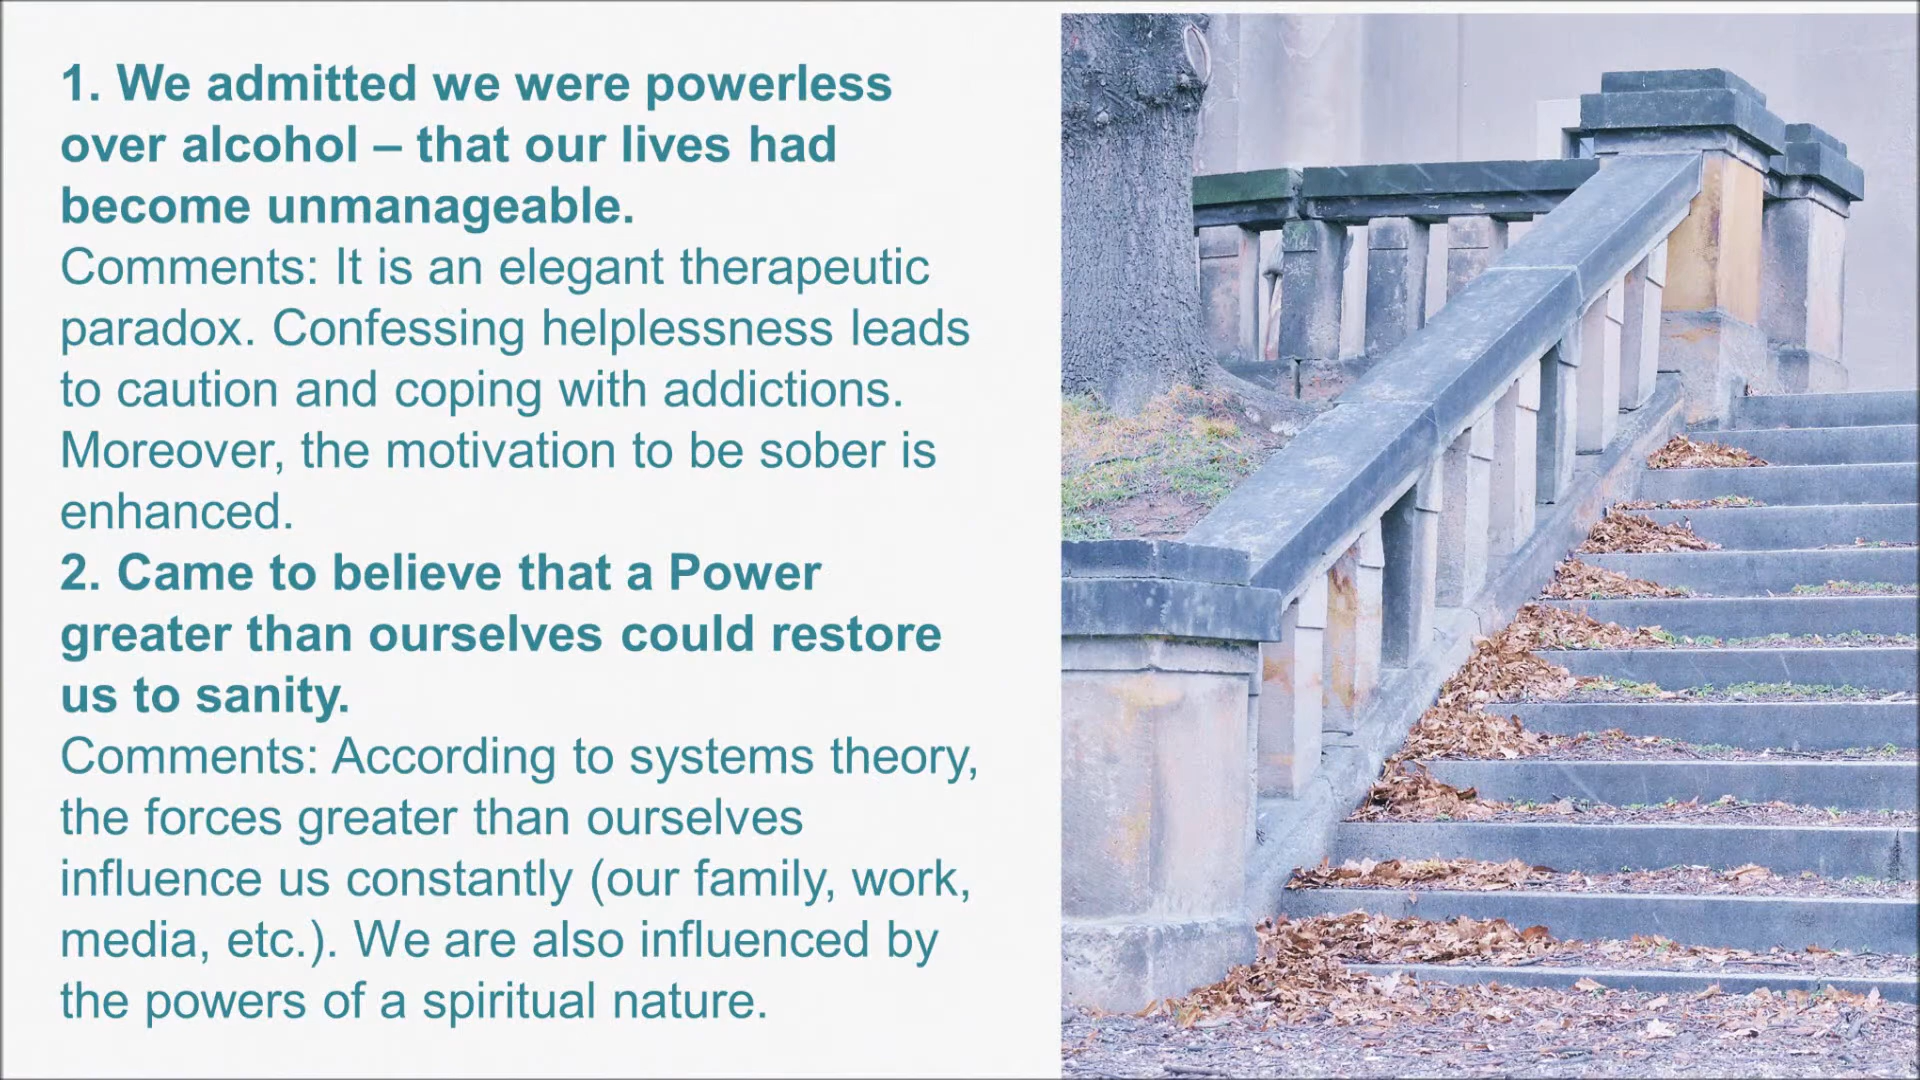 1. We admitted we were powerless
over alcohol – that our lives had
become unmanageable.
Comments: It is an elegant therapeutic
paradox. Confessing helplessness leads
to caution and coping with addictions.
Moreover, the motivation to be sober is
enhanced.
2. Came to believe that a Power
greater than ourselves could restore
us to sanity.
Comments: According to systems theory,
the forces greater than ourselves
influence us constantly (our family, work,
media, etc.). We are also influenced by
the powers of a spiritual nature.